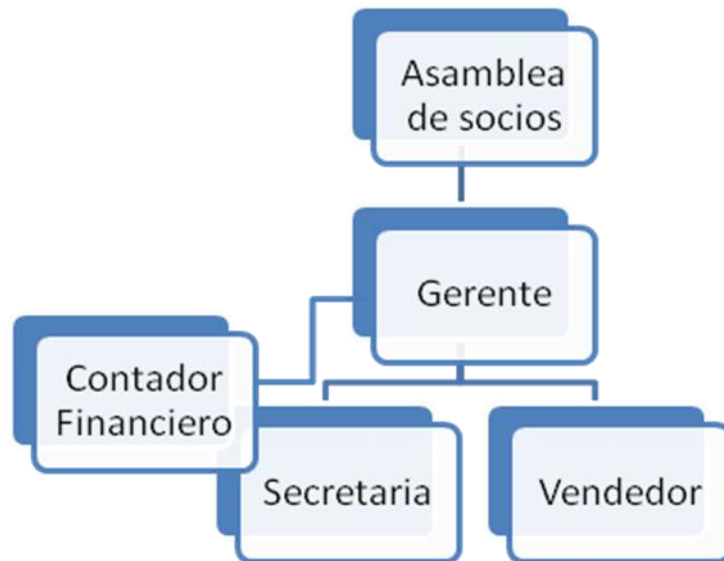 Asamblea
de socios
Gerente
Contador
Financiero
Secretaria
Vendedor